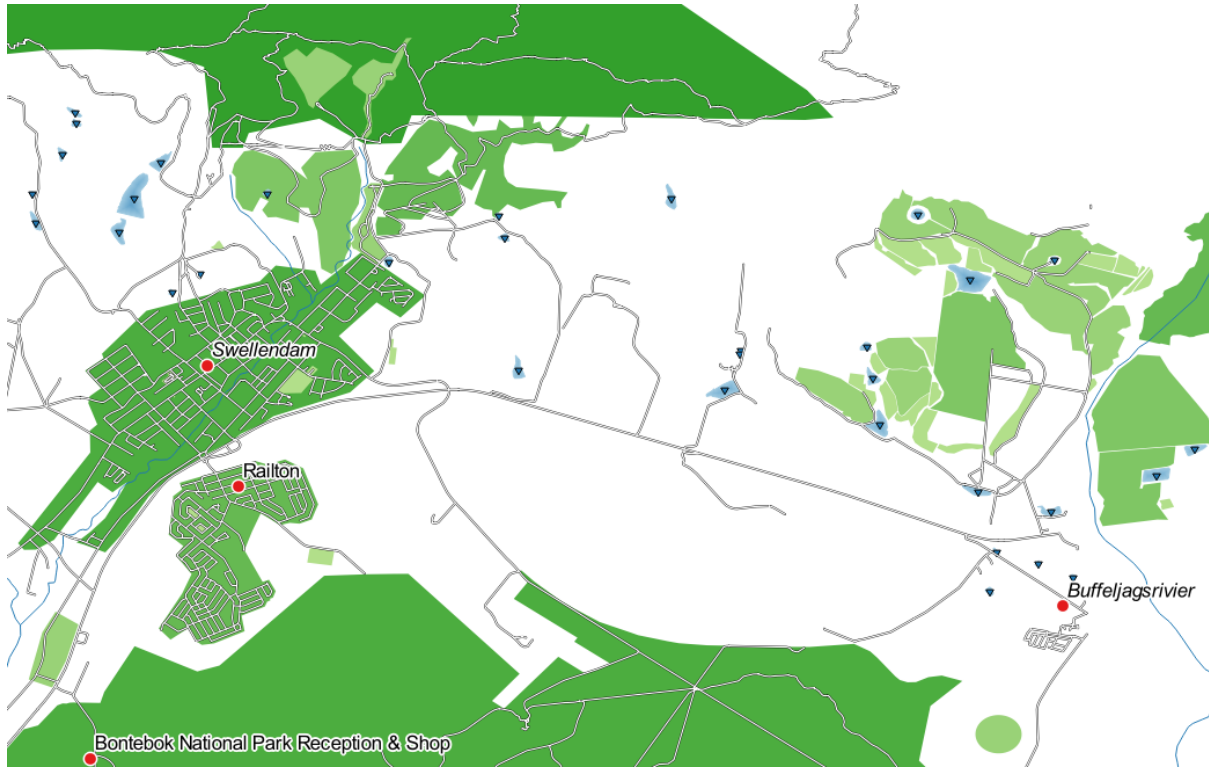 Swellendam
Railton
Buffeljagsrivier
Bontebok National Park Reception & Shop